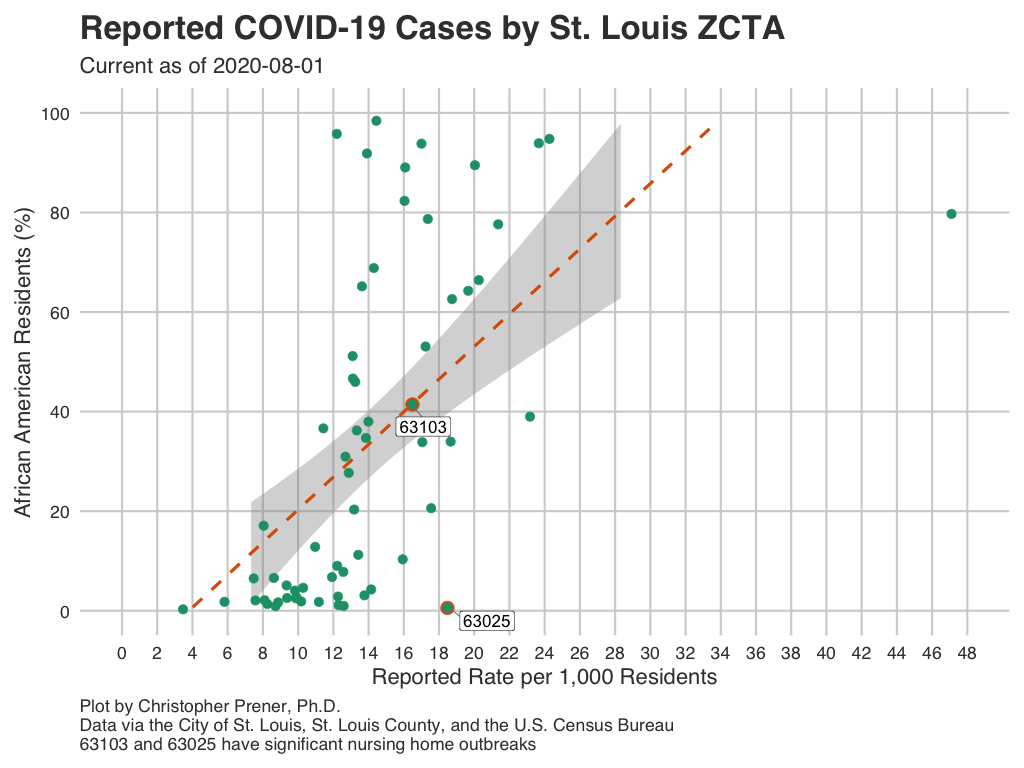 Reported COVID-19 Cases by St. Louis ZCTA
Current as of 2020-08-01
African American Residents (%)
100
80
60
40
20
0
63103
63025
0 2 4 6 8 10 12 14 16 18 20 22 24 26 28 30 32 34 36 38 40 42 44 46 48
Reported Rate per 1,000 Residents
Plot by Christopher Prener, Ph.D.
Data via the City of St. Louis, St. Louis County, and the U.S. Census Bureau
63103 and 63025 have significant nursing home outbreaks